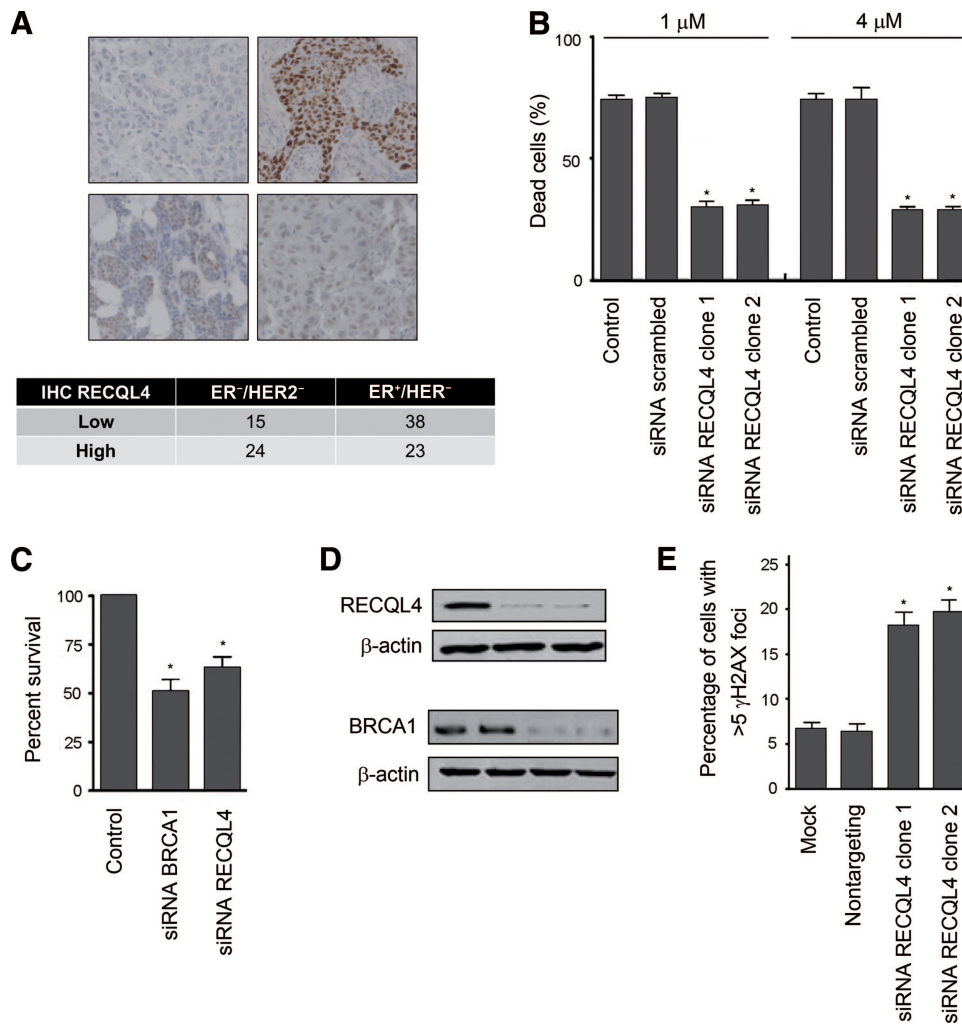 A
IHC RECQL4 ER⁻/HER2⁻ ER⁺/HER⁻
Low 15 38
High 24 23
B
1 μM 4 μM
Dead cells (%)
100
50
0
* * * *
Control
siRNA scrambled
siRNA RECQL4 clone 1
siRNA RECQL4 clone 2
Control
siRNA scrambled
siRNA RECQL4 clone 1
siRNA RECQL4 clone 2
C
Percent survival
100
75
50
25
0
* *
Control
siRNA BRCA1
siRNA RECQL4
D
RECQL4
β-actin
BRCA1
β-actin
E
Percentage of cells with
>5 γH2AX foci
25
20
15
10
5
0
* *
Mock
Nontargeting
siRNA RECQL4 clone 1
siRNA RECQL4 clone 2